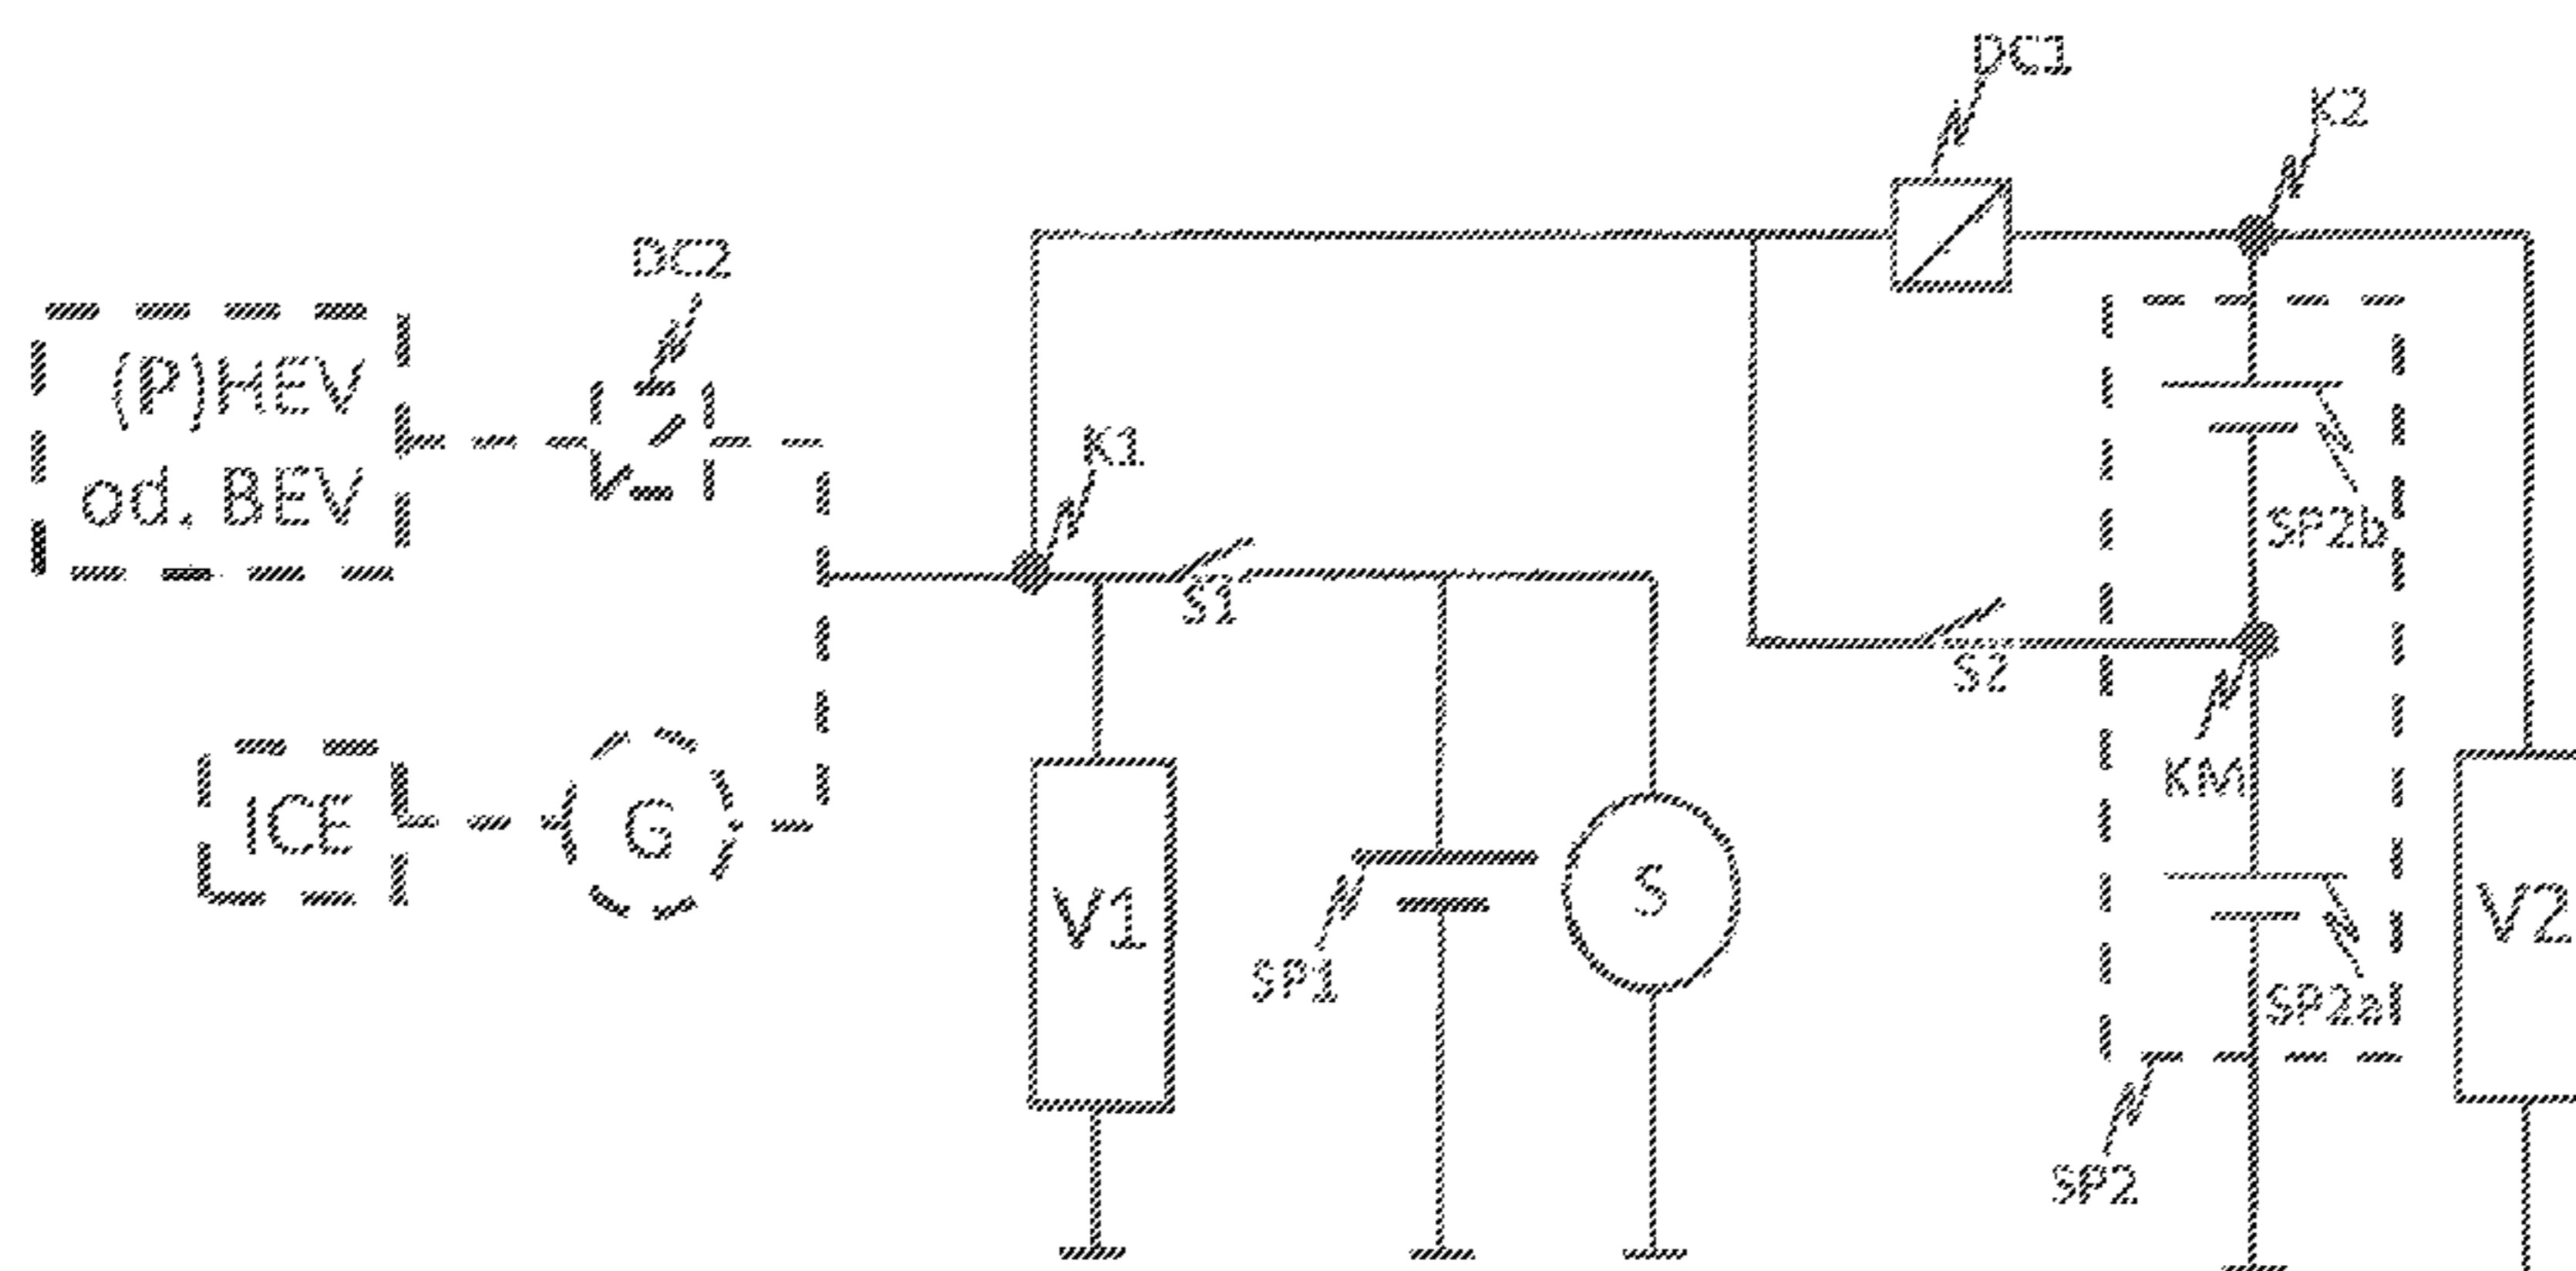 DC1
K2
DC2
(P)HEV
od. BEV
K1
S1
SP2b
S2
KM
ICE
G
V1
S
V2
SP1
SP2a
SP2